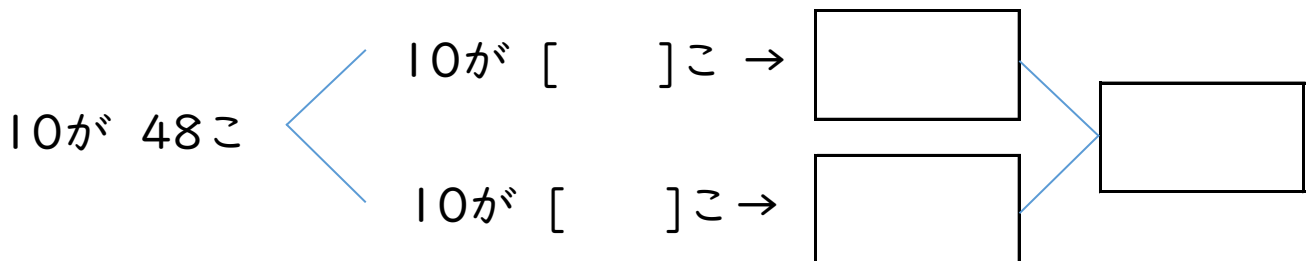 10が [　　]こ →
10が 48こ
10が [　　]こ→